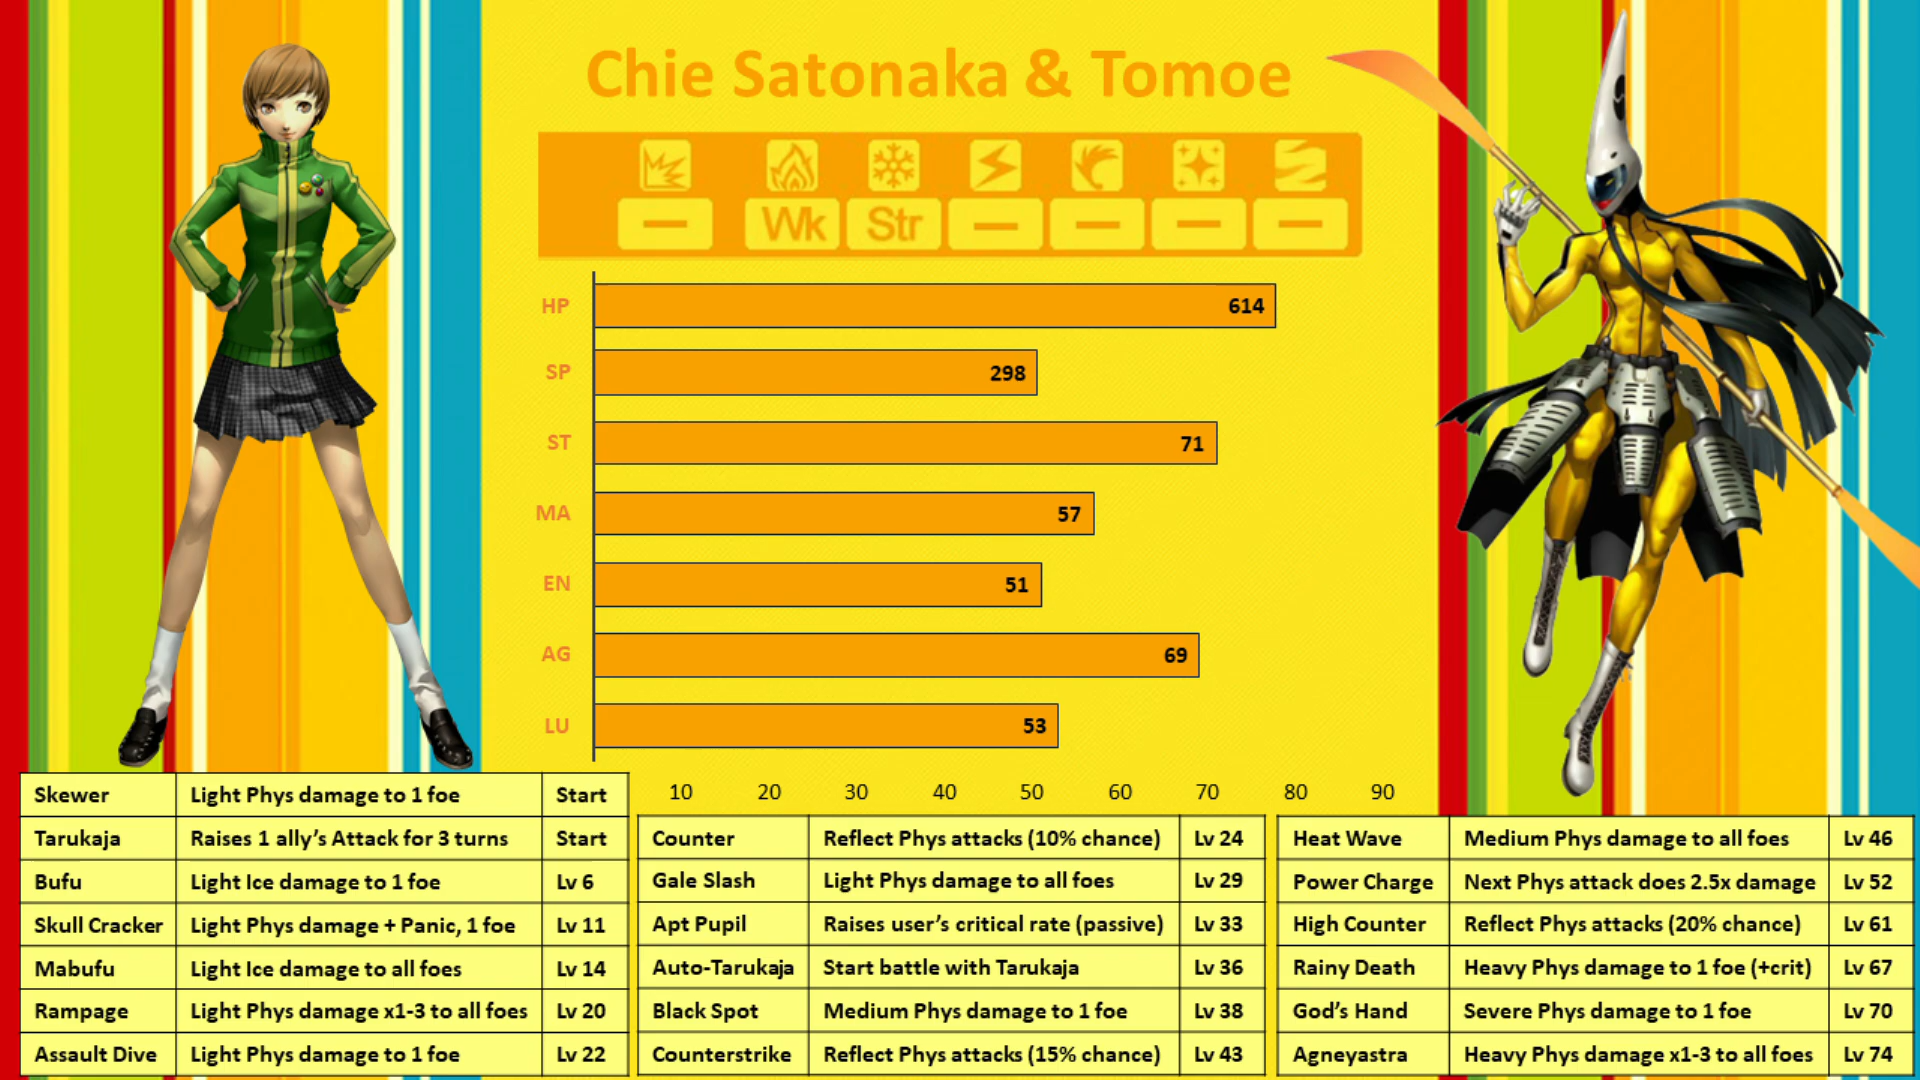 Chie Satonaka & Tomoe
Wk Str
HP 614
SP 298
ST 71
MA 57
EN 51
AG 69
LU 53
10 20 30 40 50 60 70 80 90
Skewer Light Phys damage to 1 foe Start
Tarukaja Raises 1 ally's Attack for 3 turns Start
Bufu Light Ice damage to 1 foe Lv 6
Skull Cracker Light Phys damage + Panic, 1 foe Lv 11
Mabufu Light Ice damage to all foes Lv 14
Rampage Light Phys damage x1-3 to all foes Lv 20
Assault Dive Light Phys damage to 1 foe Lv 22
Counter Reflect Phys attacks (10% chance) Lv 24
Gale Slash Light Phys damage to all foes Lv 29
Apt Pupil Raises user's critical rate (passive) Lv 33
Auto-Tarukaja Start battle with Tarukaja Lv 36
Black Spot Medium Phys damage to 1 foe Lv 38
Counterstrike Reflect Phys attacks (15% chance) Lv 43
Heat Wave Medium Phys damage to all foes Lv 46
Power Charge Next Phys attack does 2.5x damage Lv 52
High Counter Reflect Phys attacks (20% chance) Lv 61
Rainy Death Heavy Phys damage to 1 foe (+crit) Lv 67
God's Hand Severe Phys damage to 1 foe Lv 70
Agneyastra Heavy Phys damage x1-3 to all foes Lv 74